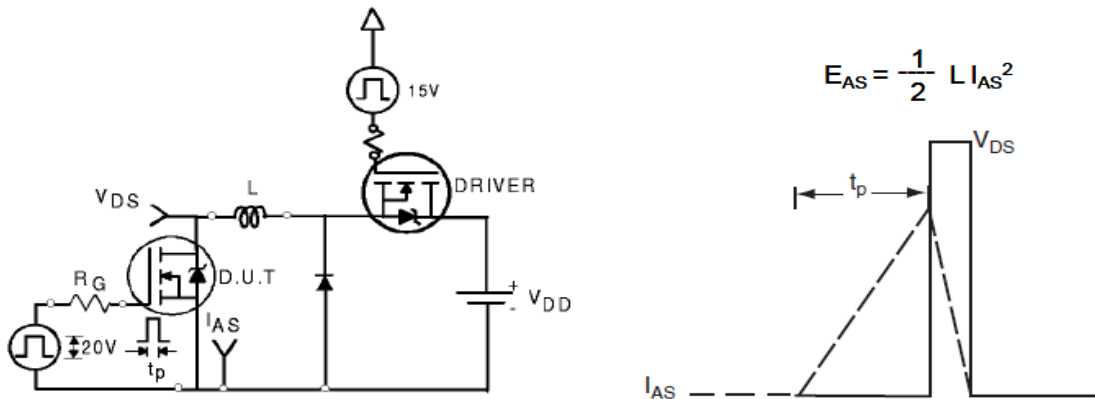 15V
DRIVER
VDS
L
RG
D.U.T
IAS
+
VDD
-
20V
tp
EAS = 1/2 L IAS²
VDS
tp
IAS